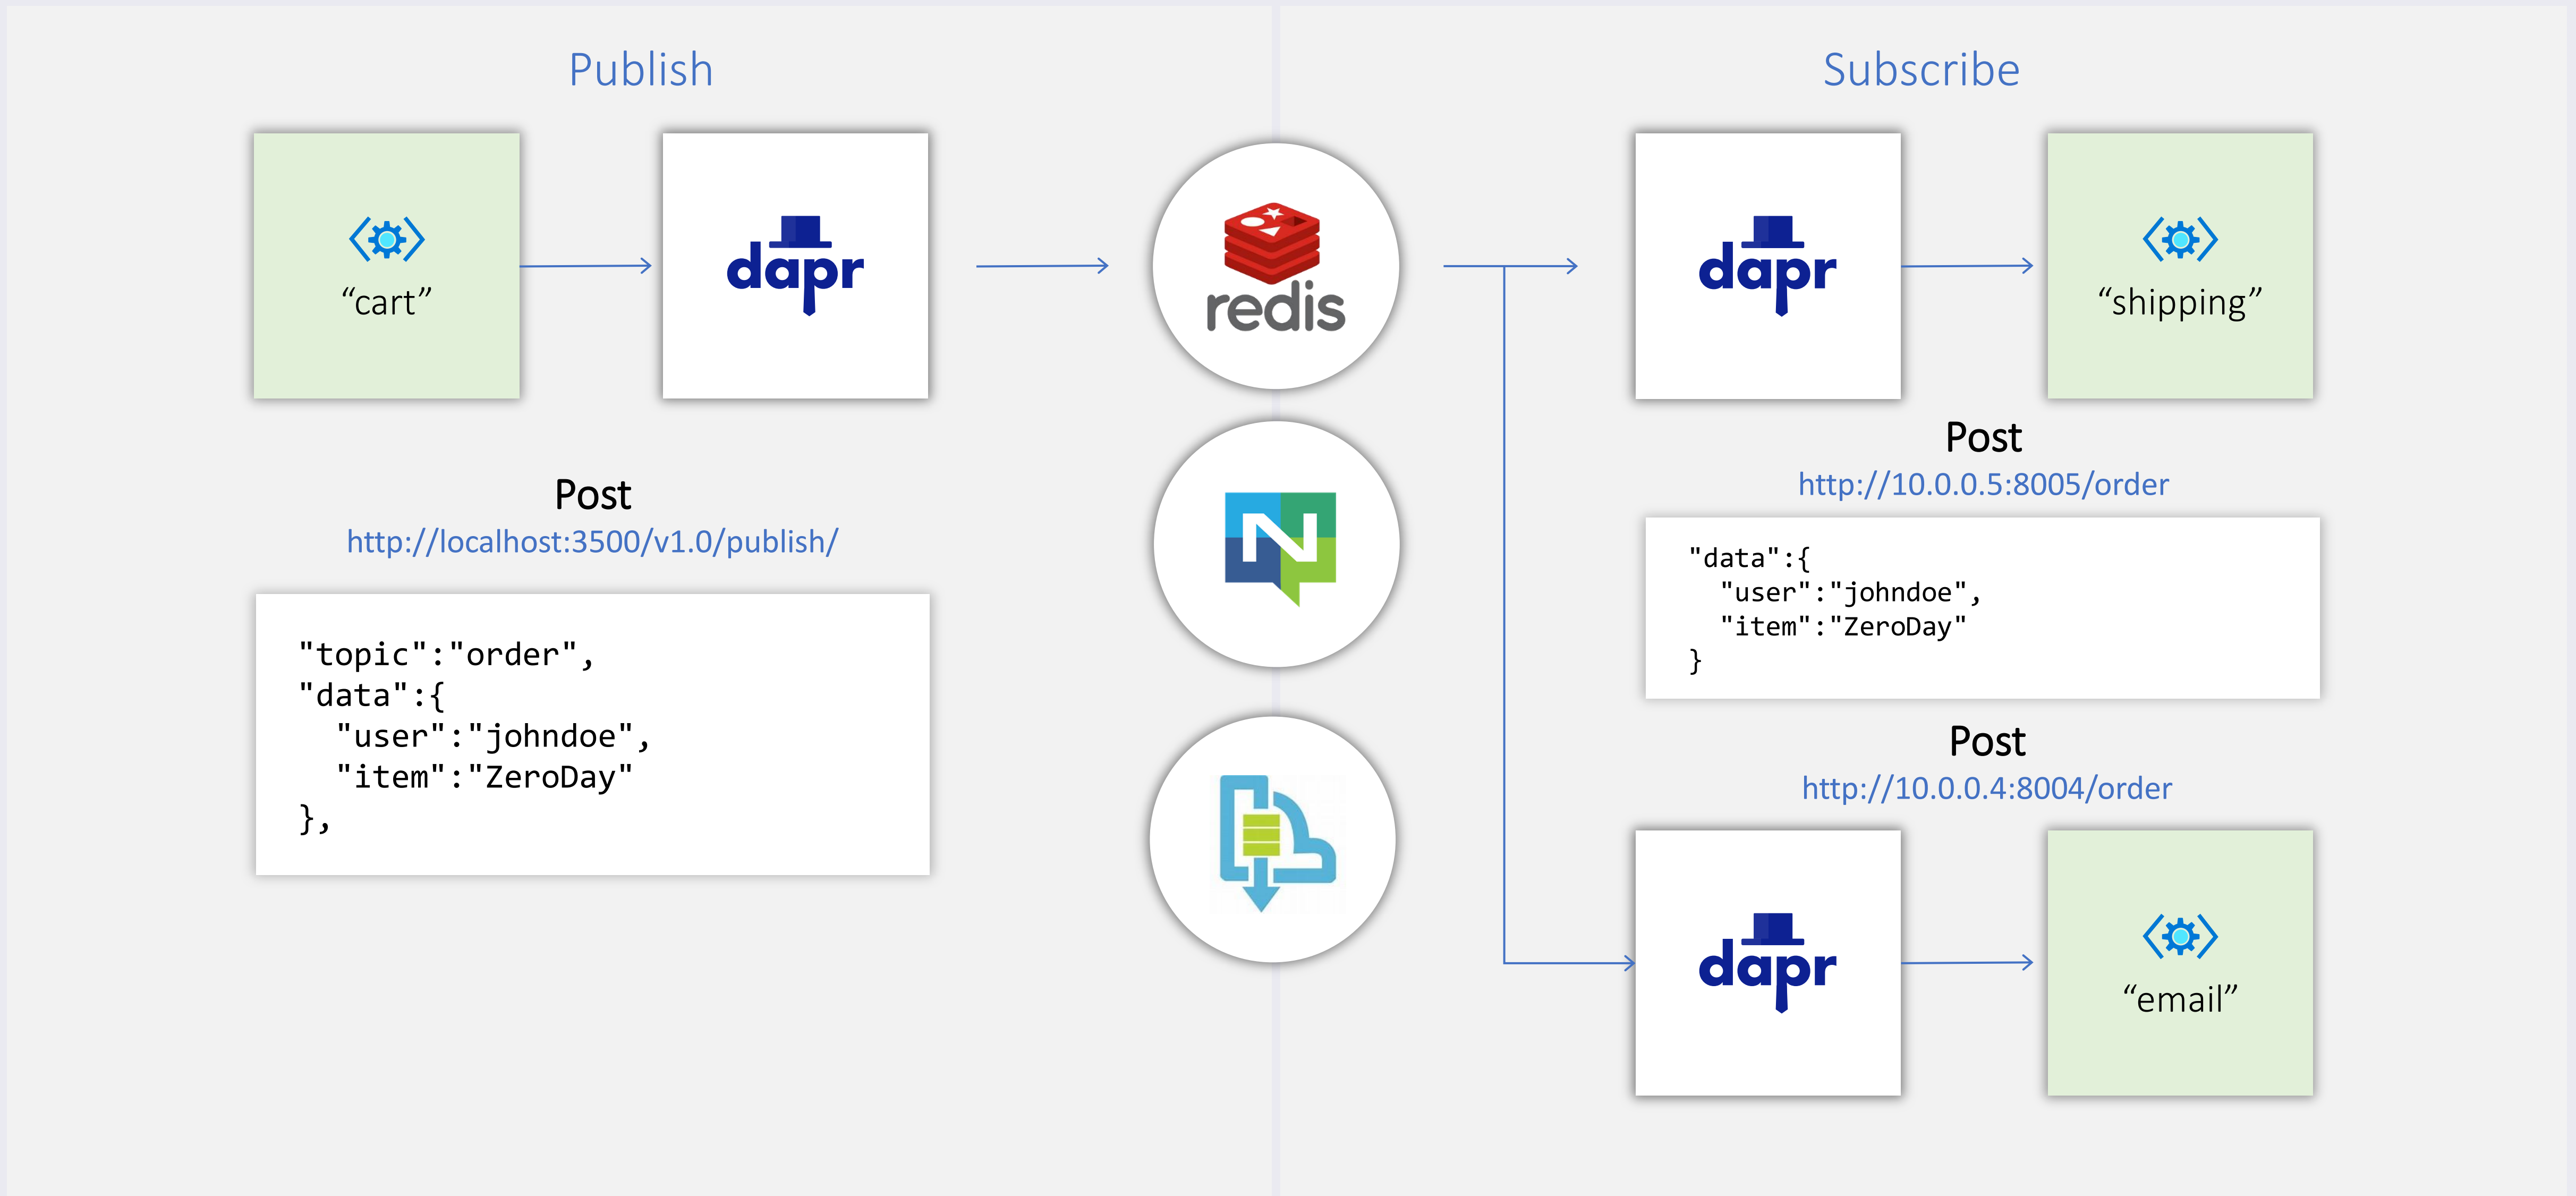 Publish
Subscribe
“cart”
dapr
redis
dapr
“shipping”
Post
http://localhost:3500/v1.0/publish/
"topic":"order",
"data":{
"user":"johndoe",
"item":"ZeroDay"
},
N
Post
http://10.0.0.5:8005/order
"data":{
"user":"johndoe",
"item":"ZeroDay"
}
Post
http://10.0.0.4:8004/order
dapr
“email”